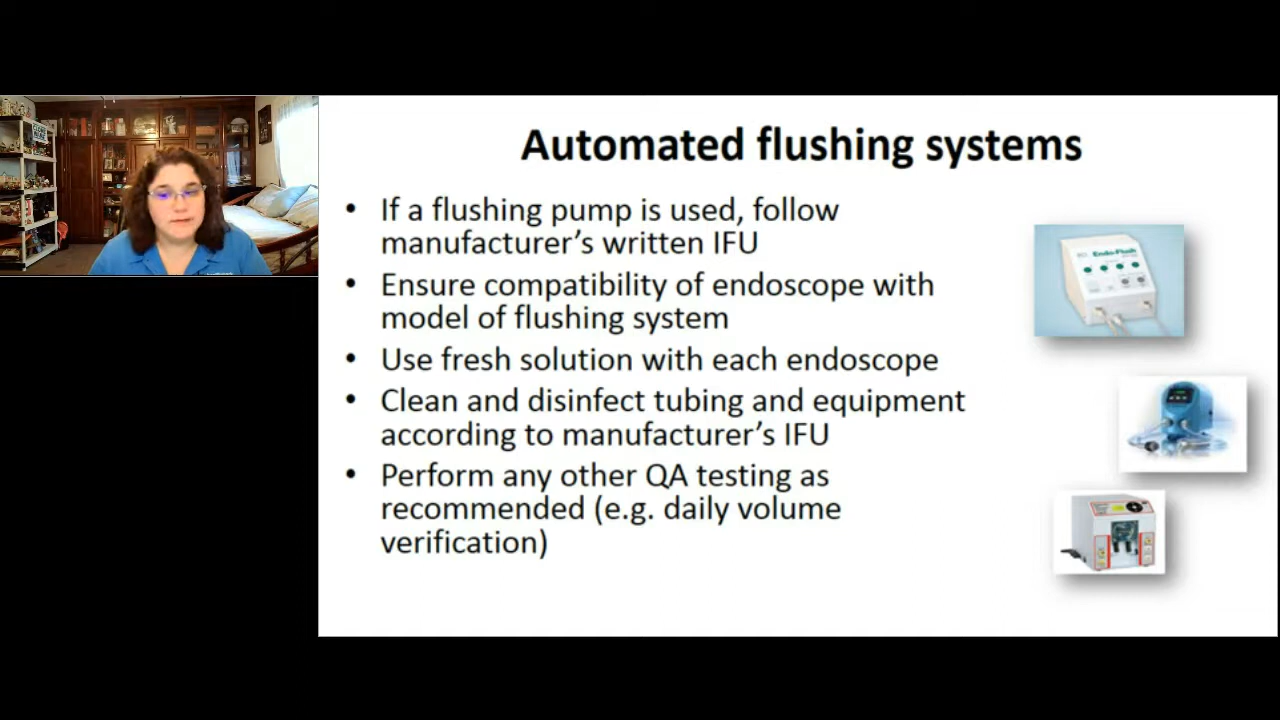 Automated flushing systems
• If a flushing pump is used, follow
manufacturer’s written IFU
• Ensure compatibility of endoscope with
model of flushing system
• Use fresh solution with each endoscope
• Clean and disinfect tubing and equipment
according to manufacturer’s IFU
• Perform any other QA testing as
recommended (e.g. daily volume
verification)
Endo-Flush